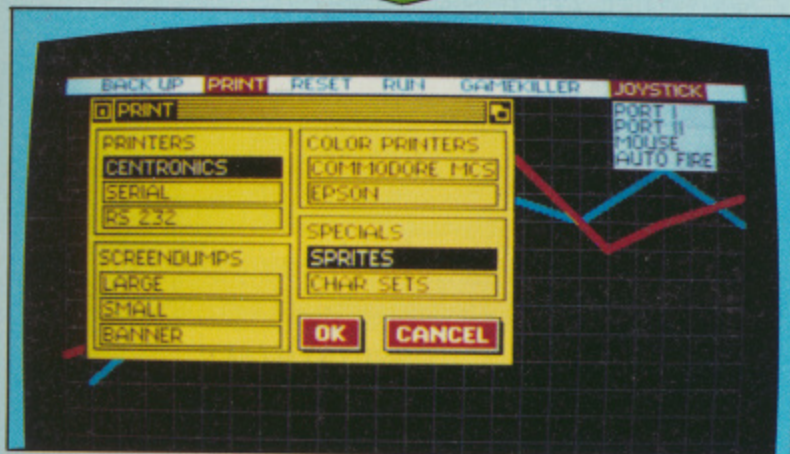 BACK UP PRINT RESET RUN GAMEKILLER JOYSTICK
PRINT
PRINTERS
CENTRONICS
SERIAL
RS 232
SCREENDUMPS
LARGE
SMALL
BANNER
COLOR PRINTERS
COMMODORE MCS
EPSON
SPECIALS
SPRITES
CHAR SETS
OK CANCEL
PORT I
PORT II
MOUSE
AUTO FIRE